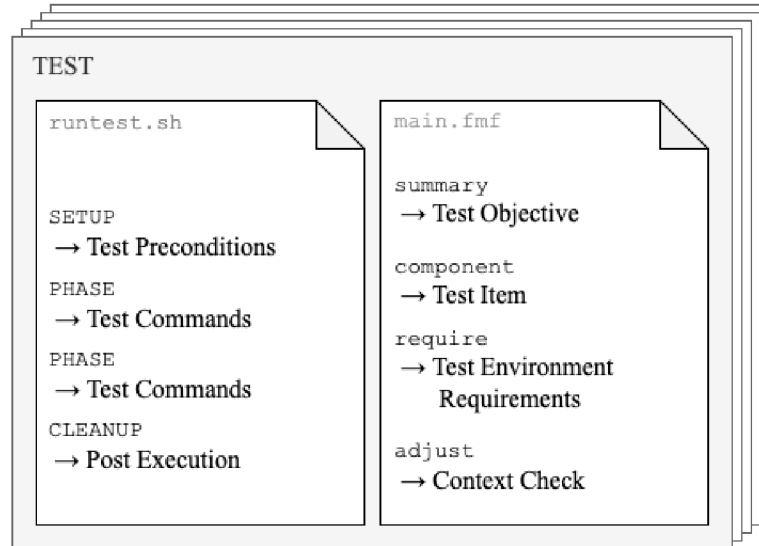 TEST
runtest.sh
SETUP
→ Test Preconditions
PHASE
→ Test Commands
PHASE
→ Test Commands
CLEANUP
→ Post Execution
main.fmf
summary
→ Test Objective
component
→ Test Item
require
→ Test Environment
Requirements
adjust
→ Context Check